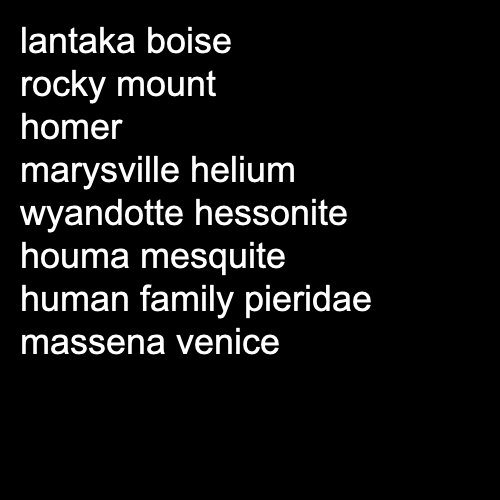 lantaka boise
rocky mount
homer
marysville helium
wyandotte hessonite
houma mesquite
human family pieridae
massena venice